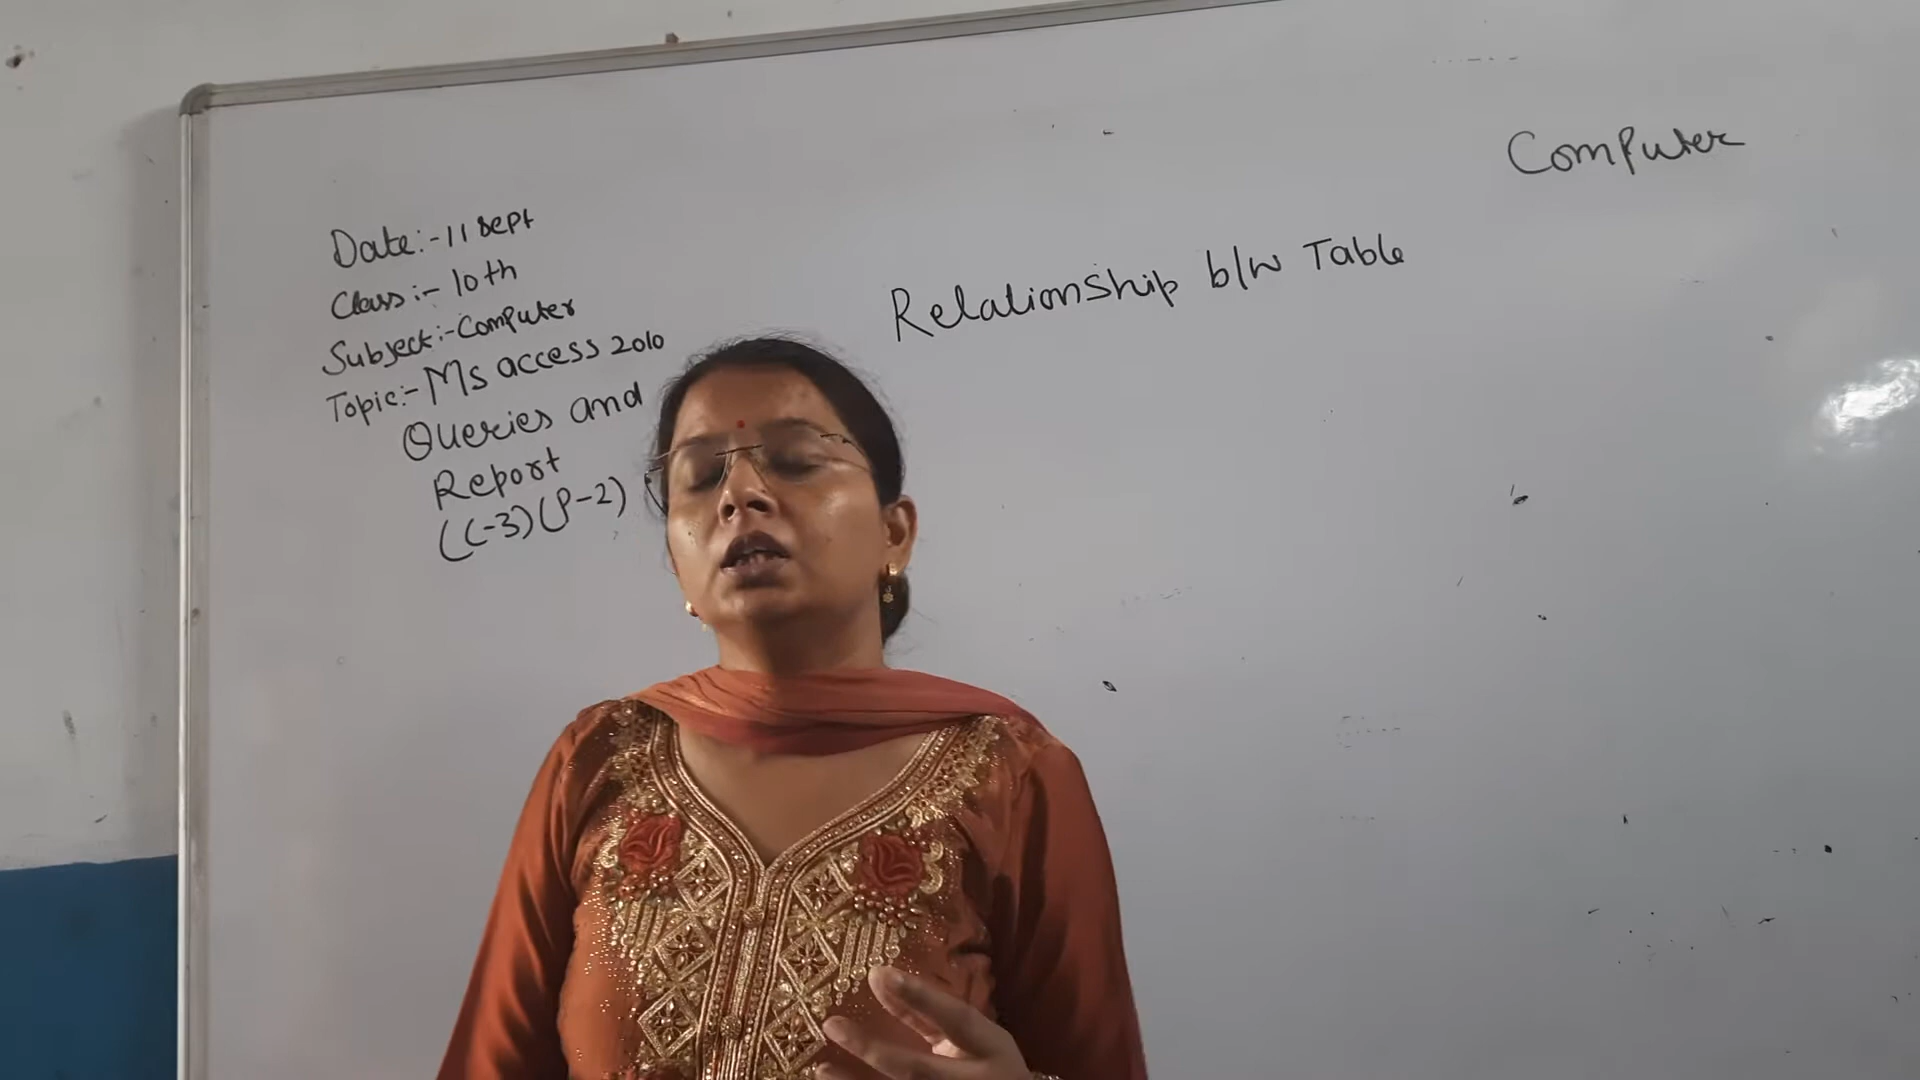 Date:-11 Sept
Class:- 10th
Subject:-Computer
Topic:-Ms access 2010
Queries and
Report
(C-3)(P-2)
Relationship b/w Table
Computer